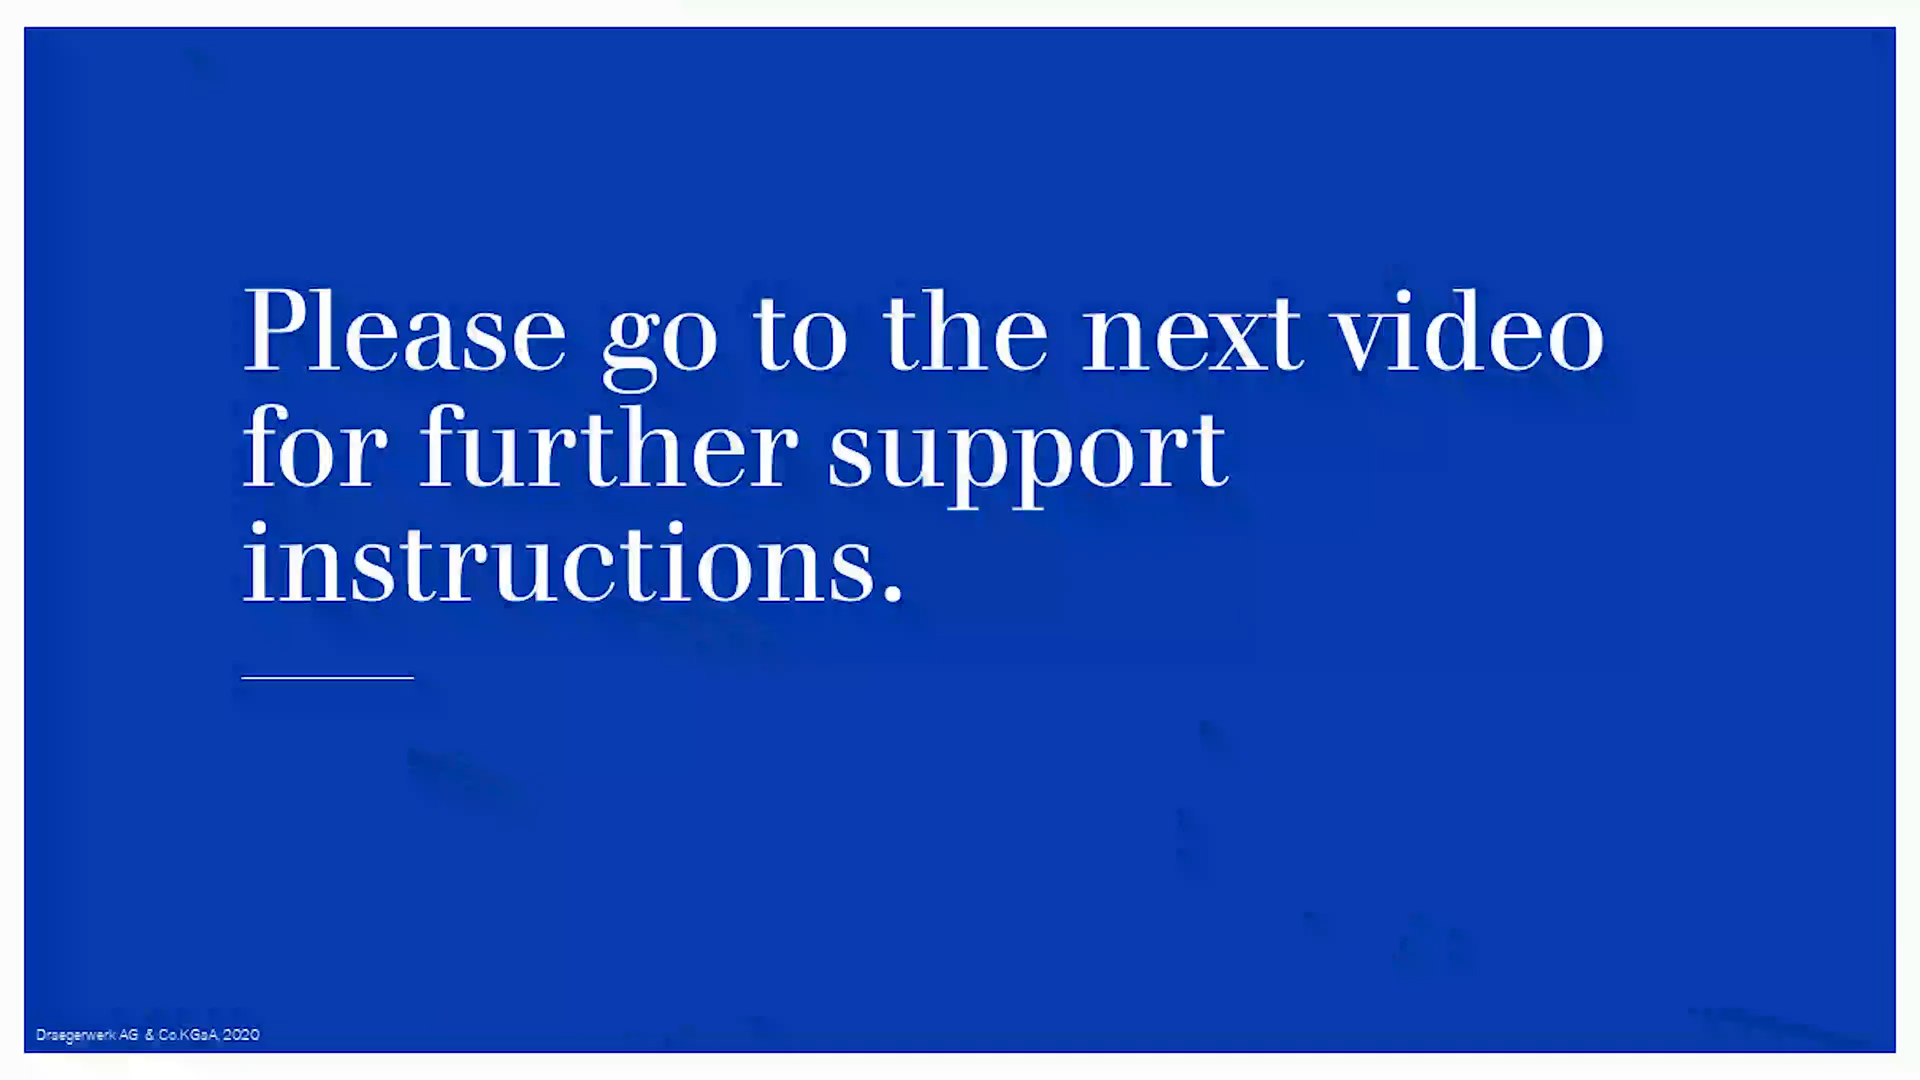 Please go to the next video
for further support
instructions.
Draegerwerk AG & Co.KGaA, 2020